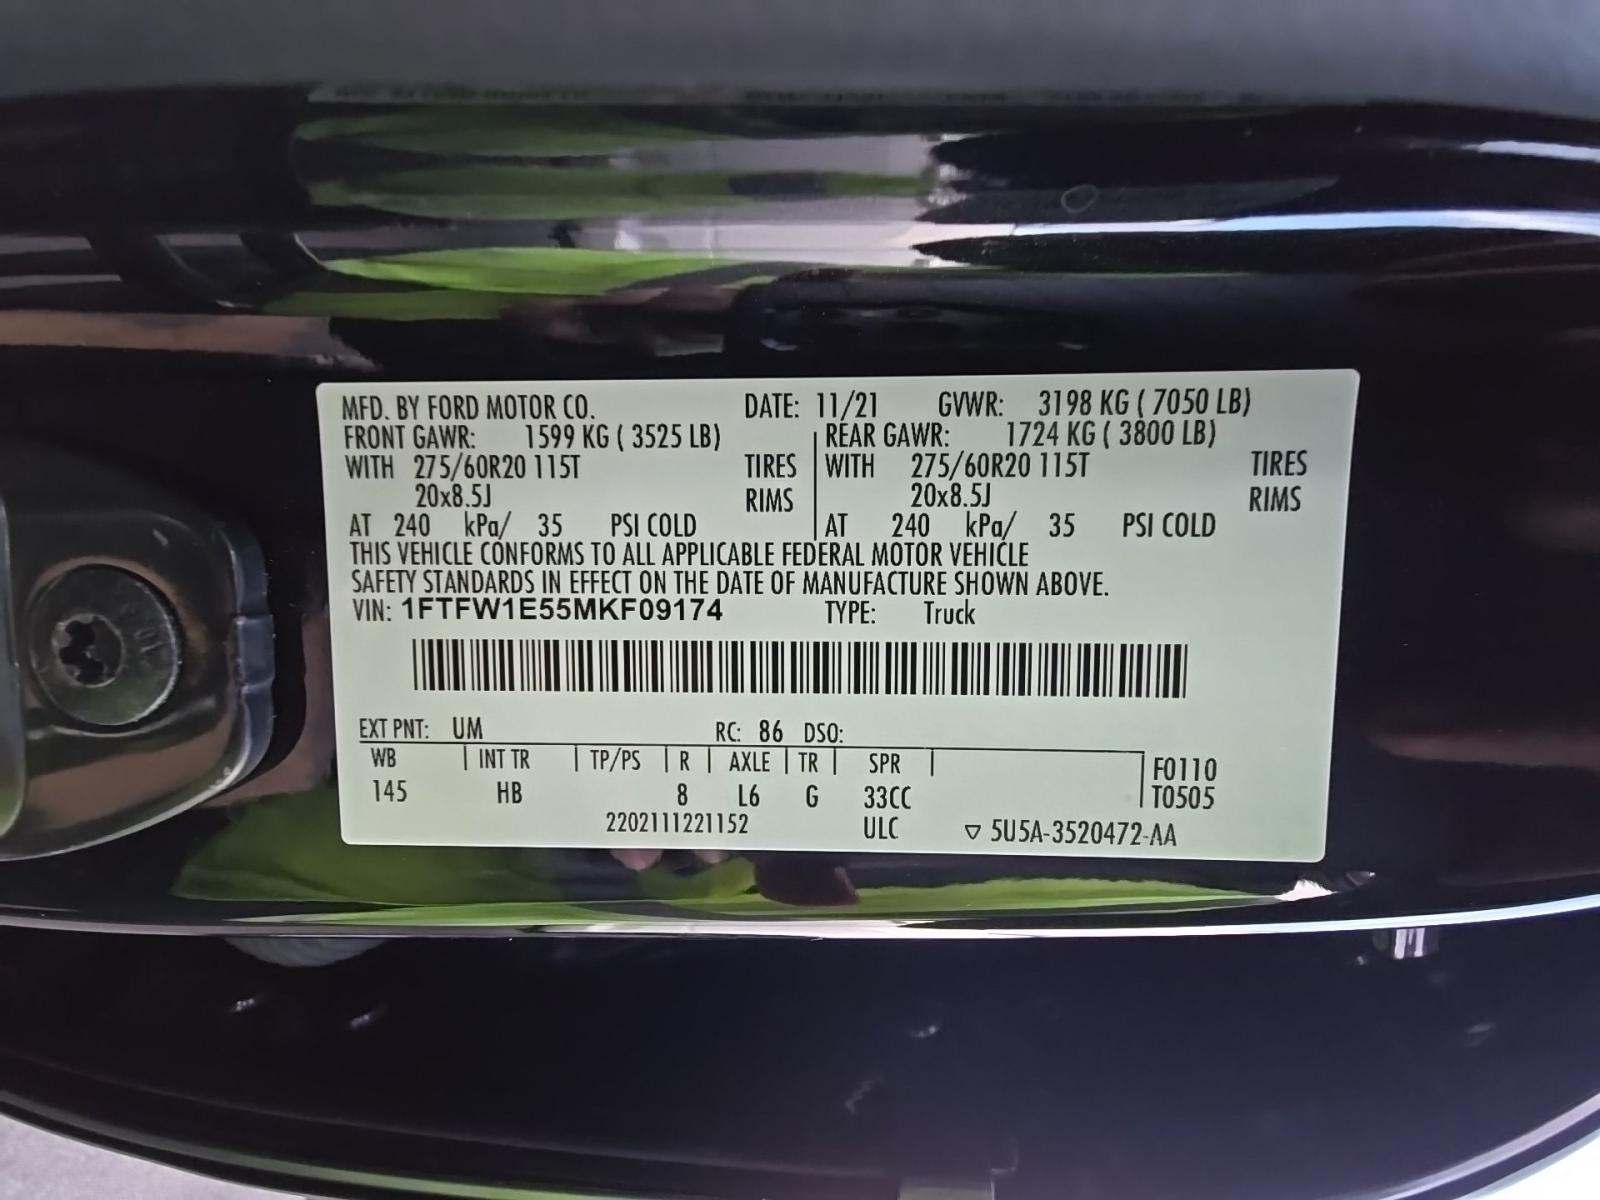 MFD. BY FORD MOTOR CO. DATE: 11/21 GVWR: 3198 KG ( 7050 LB)
FRONT GAWR: 1599 KG ( 3525 LB) REAR GAWR: 1724 KG ( 3800 LB)
WITH 275/60R20 115T TIRES WITH 275/60R20 115T TIRES
20x8.5J RIMS 20x8.5J RIMS
AT 240 kPa/ 35 PSI COLD AT 240 kPa/ 35 PSI COLD
THIS VEHICLE CONFORMS TO ALL APPLICABLE FEDERAL MOTOR VEHICLE
SAFETY STANDARDS IN EFFECT ON THE DATE OF MANUFACTURE SHOWN ABOVE.
VIN: 1FTFW1E55MKF09174 TYPE: Truck
EXT PNT: UM RC: 86 DSO:
WB INT TR TP/PS R AXLE TR SPR F0110
145 HB 8 L6 G 33CC T0505
2202111221152 ULC ▽ 5U5A-3520472-AA